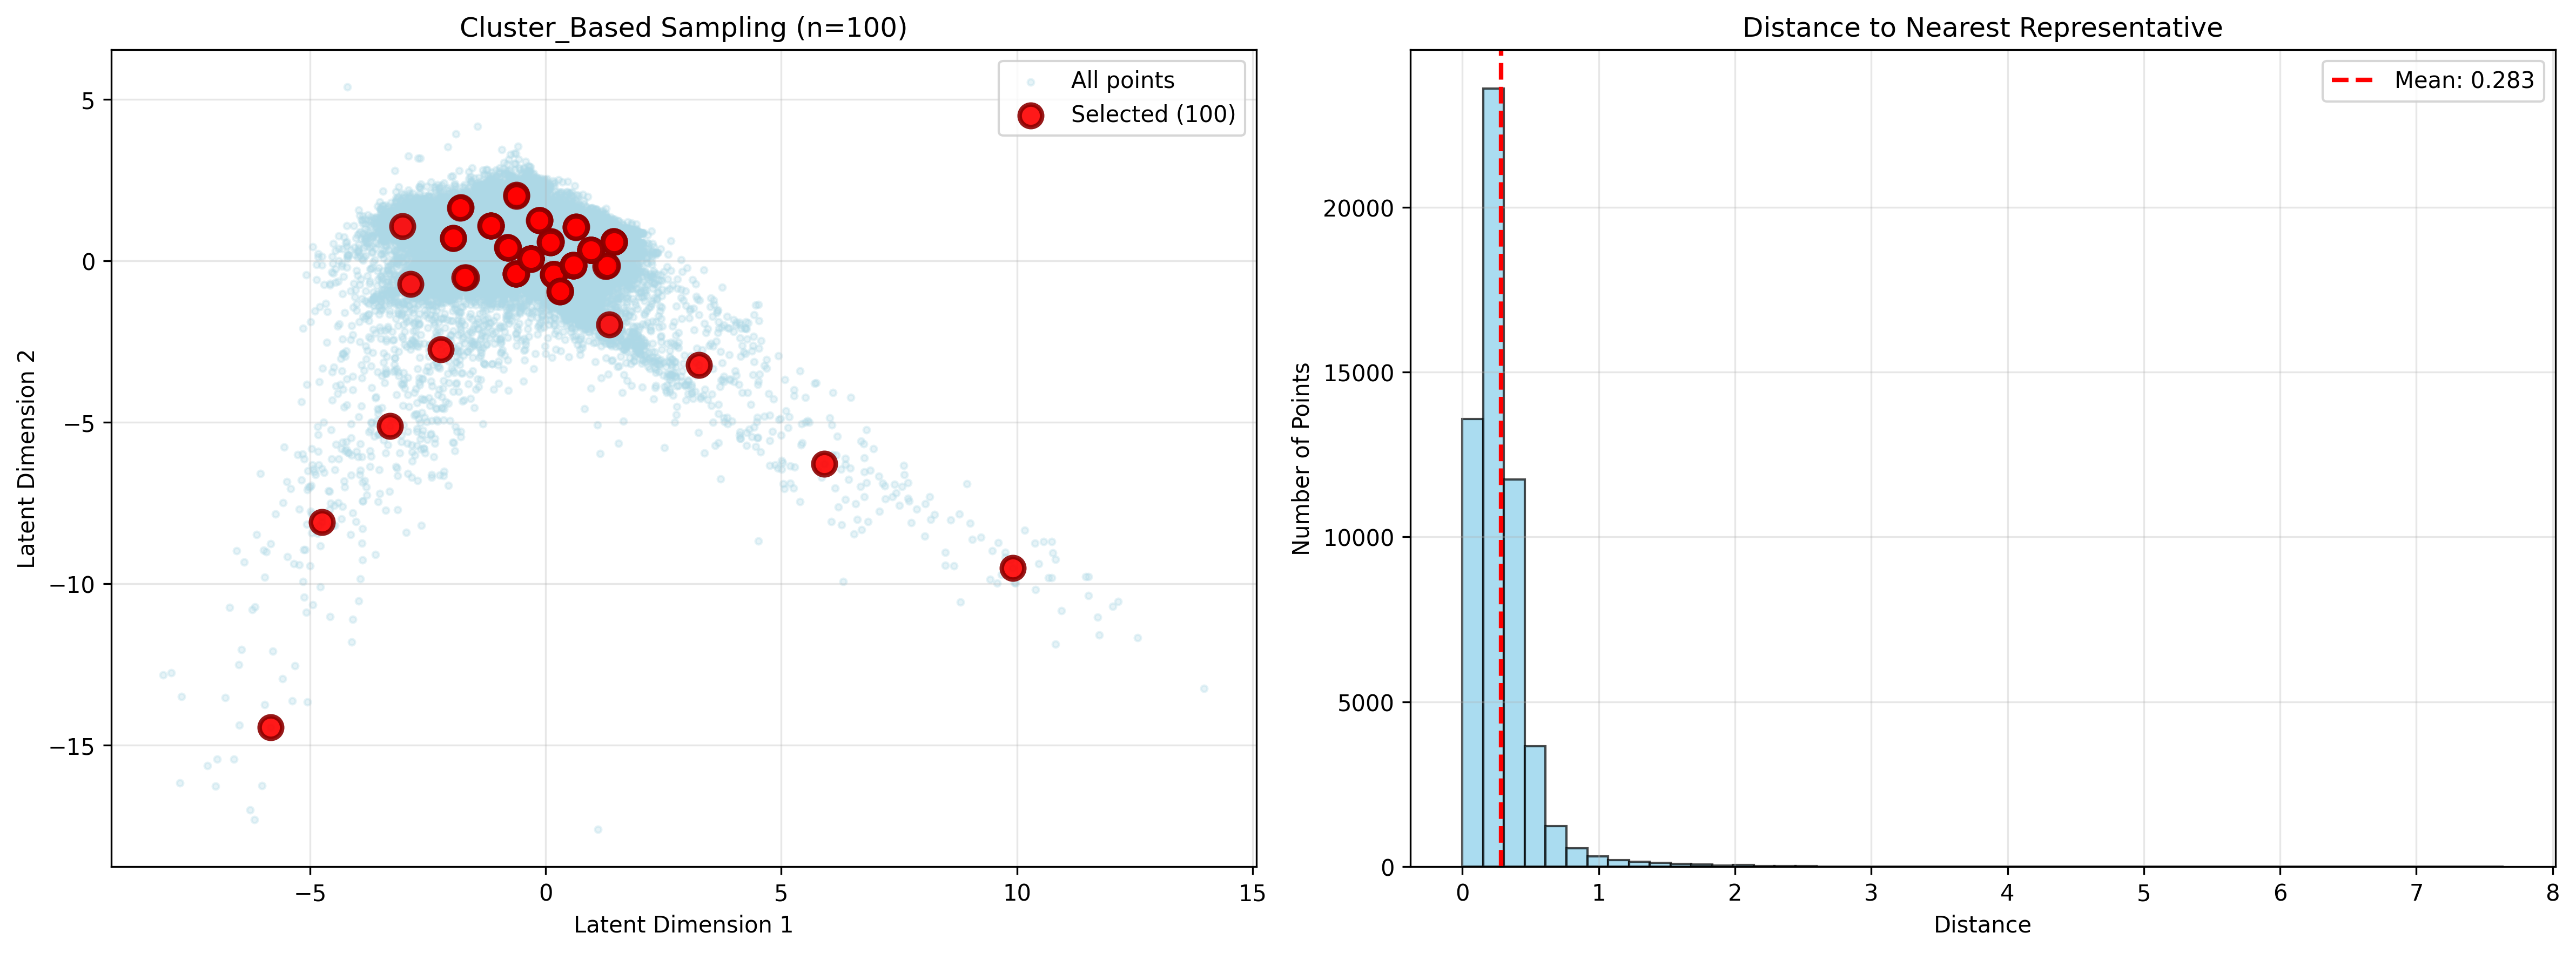 Cluster_Based Sampling (n=100)
All points
Selected (100)
5
0
−5
−10
−15
Latent Dimension 2
−5
0
5
10
15
Latent Dimension 1
Distance to Nearest Representative
Mean: 0.283
20000
15000
10000
5000
0
Number of Points
0
1
2
3
4
5
6
7
8
Distance